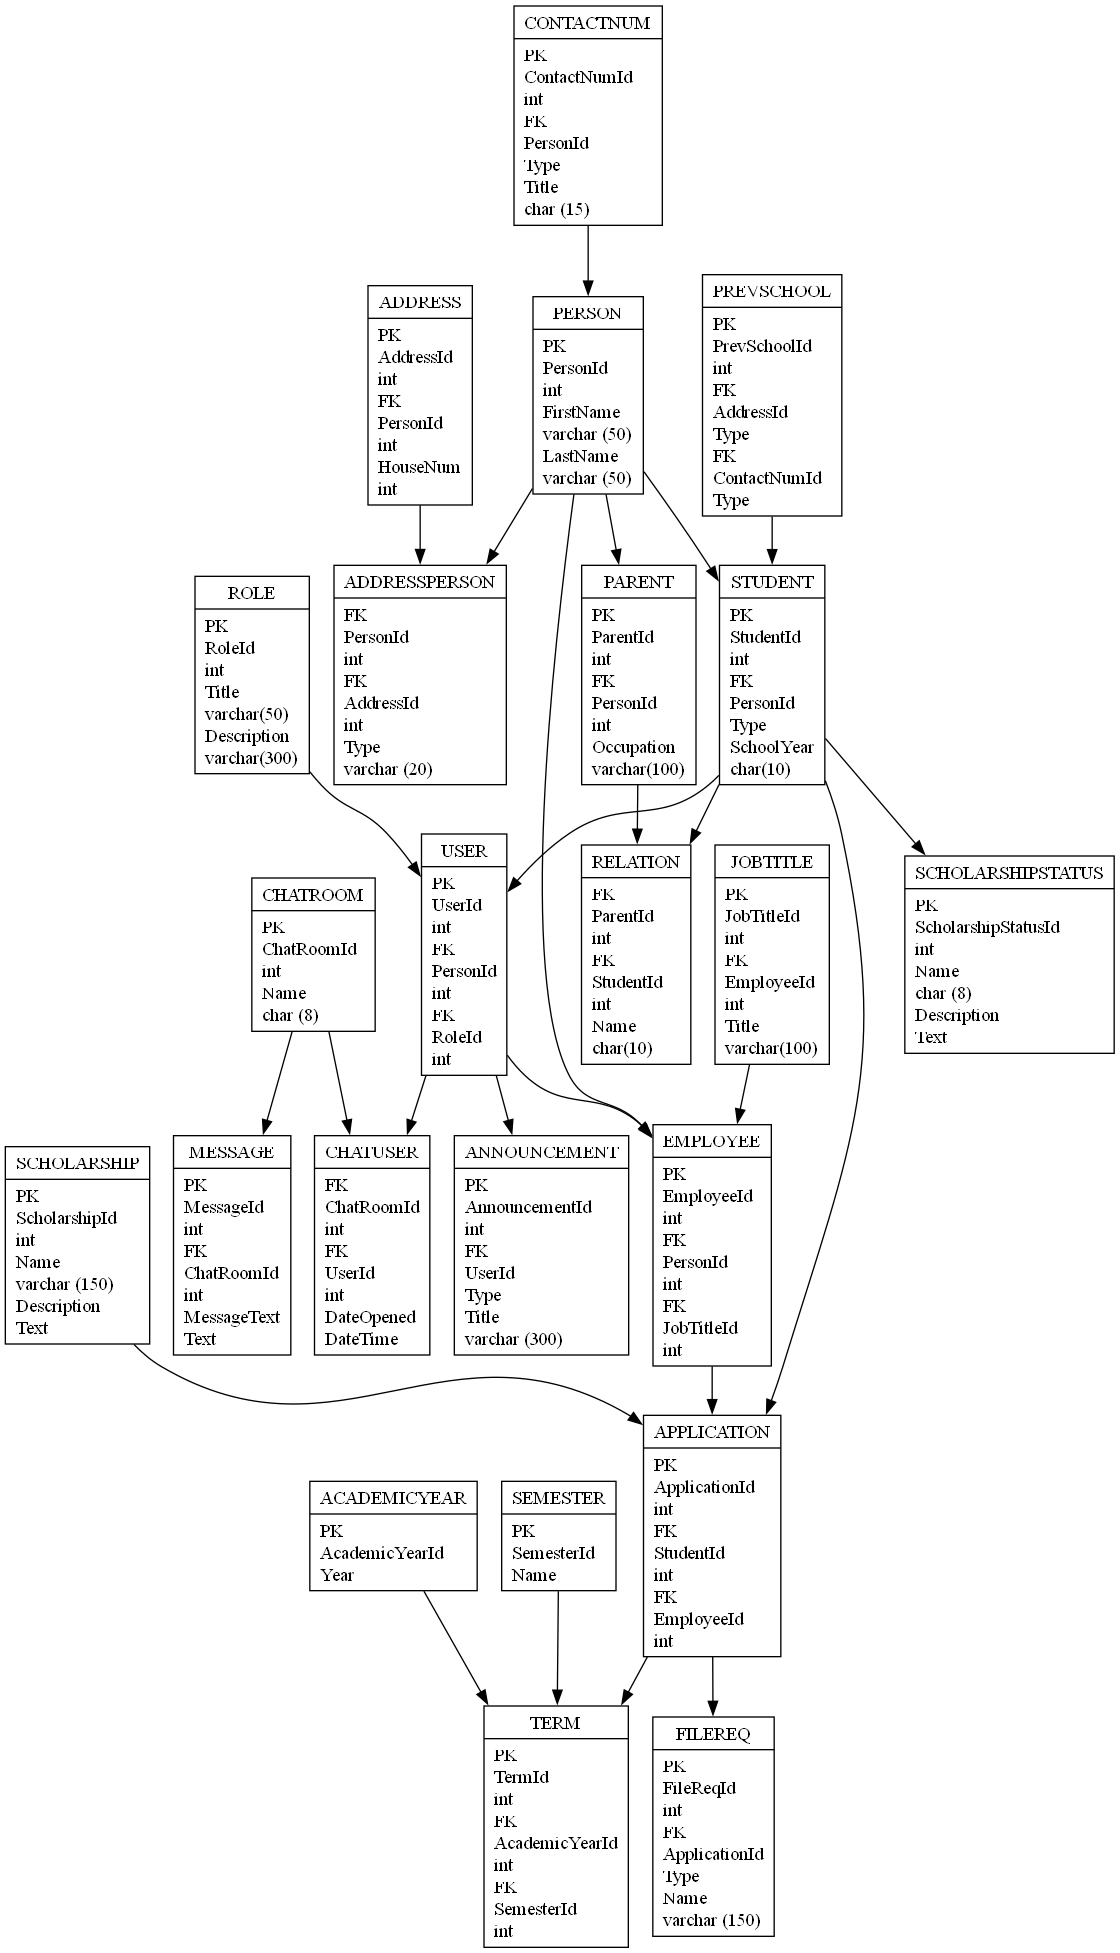 CONTACTNUM
PK
ContactNumId
int
FK
PersonId
Type
Title
char (15)
ADDRESS
PK
AddressId
int
FK
PersonId
int
HouseNum
int
PERSON
PK
PersonId
int
FirstName
varchar (50)
LastName
varchar (50)
PREVSCHOOL
PK
PrevSchoolId
int
FK
AddressId
Type
FK
ContactNumId
Type
ROLE
PK
RoleId
int
Title
varchar(50)
Description
varchar(300)
ADDRESSPERSON
FK
PersonId
int
FK
AddressId
int
Type
varchar (20)
PARENT
PK
ParentId
int
FK
PersonId
int
Occupation
varchar(100)
STUDENT
PK
StudentId
int
FK
PersonId
Type
SchoolYear
char(10)
CHATROOM
PK
ChatRoomId
int
Name
char (8)
USER
PK
UserId
int
FK
PersonId
int
FK
RoleId
int
RELATION
FK
ParentId
int
FK
StudentId
int
Name
char(10)
JOBTITLE
PK
JobTitleId
int
FK
EmployeeId
int
Title
varchar(100)
SCHOLARSHIPSTATUS
PK
ScholarshipStatusId
int
Name
char (8)
Description
Text
SCHOLARSHIP
PK
ScholarshipId
int
Name
varchar (150)
Description
Text
MESSAGE
PK
MessageId
int
FK
ChatRoomId
int
MessageText
Text
CHATUSER
FK
ChatRoomId
int
FK
UserId
int
DateOpened
DateTime
ANNOUNCEMENT
PK
AnnouncementId
int
FK
UserId
Type
Title
varchar (300)
EMPLOYEE
PK
EmployeeId
int
FK
PersonId
int
FK
JobTitleId
int
ACADEMICYEAR
PK
AcademicYearId
Year
SEMESTER
PK
SemesterId
Name
APPLICATION
PK
ApplicationId
int
FK
StudentId
int
FK
EmployeeId
int
TERM
PK
TermId
int
FK
AcademicYearId
int
FK
SemesterId
int
FILEREQ
PK
FileReqId
int
FK
ApplicationId
Type
Name
varchar (150)